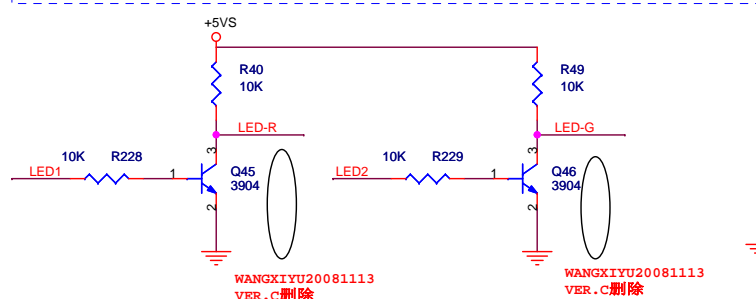 +5VS
R40
10K
R49
10K
LED-R
LED-G
3
3
10K R228
LED1
1
Q45
3904
2
10K R229
LED2
1
Q46
3904
2
WANGXIYU20081113
VER.C删除
WANGXIYU20081113
VER.C删除